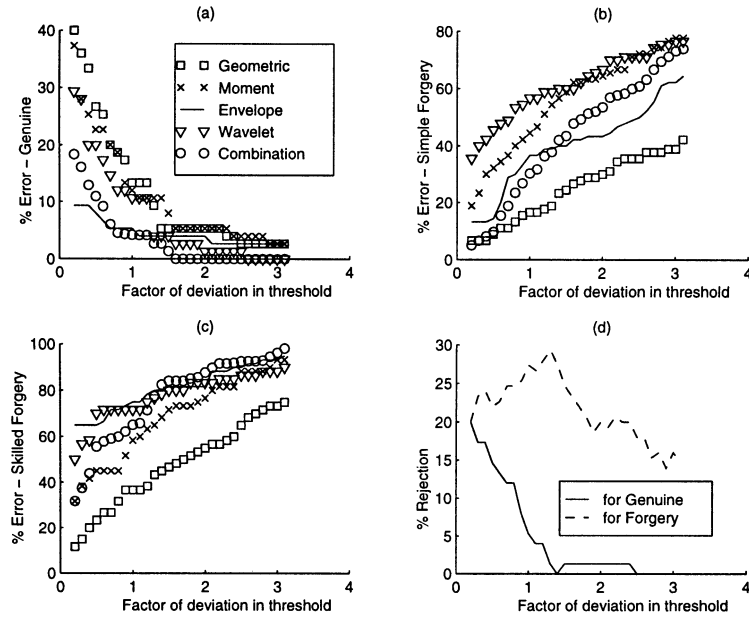 (a)
% Error – Genuine
40
30
20
10
0
0 1 2 3 4
Factor of deviation in threshold
Geometric
Moment
Envelope
Wavelet
Combination
(b)
% Error – Simple Forgery
80
60
40
20
0
0 1 2 3 4
Factor of deviation in threshold
(c)
% Error – Skilled Forgery
100
80
60
40
20
0
0 1 2 3 4
Factor of deviation in threshold
(d)
% Rejection
30
25
20
15
10
5
0
0 1 2 3 4
Factor of deviation in threshold
for Genuine
for Forgery